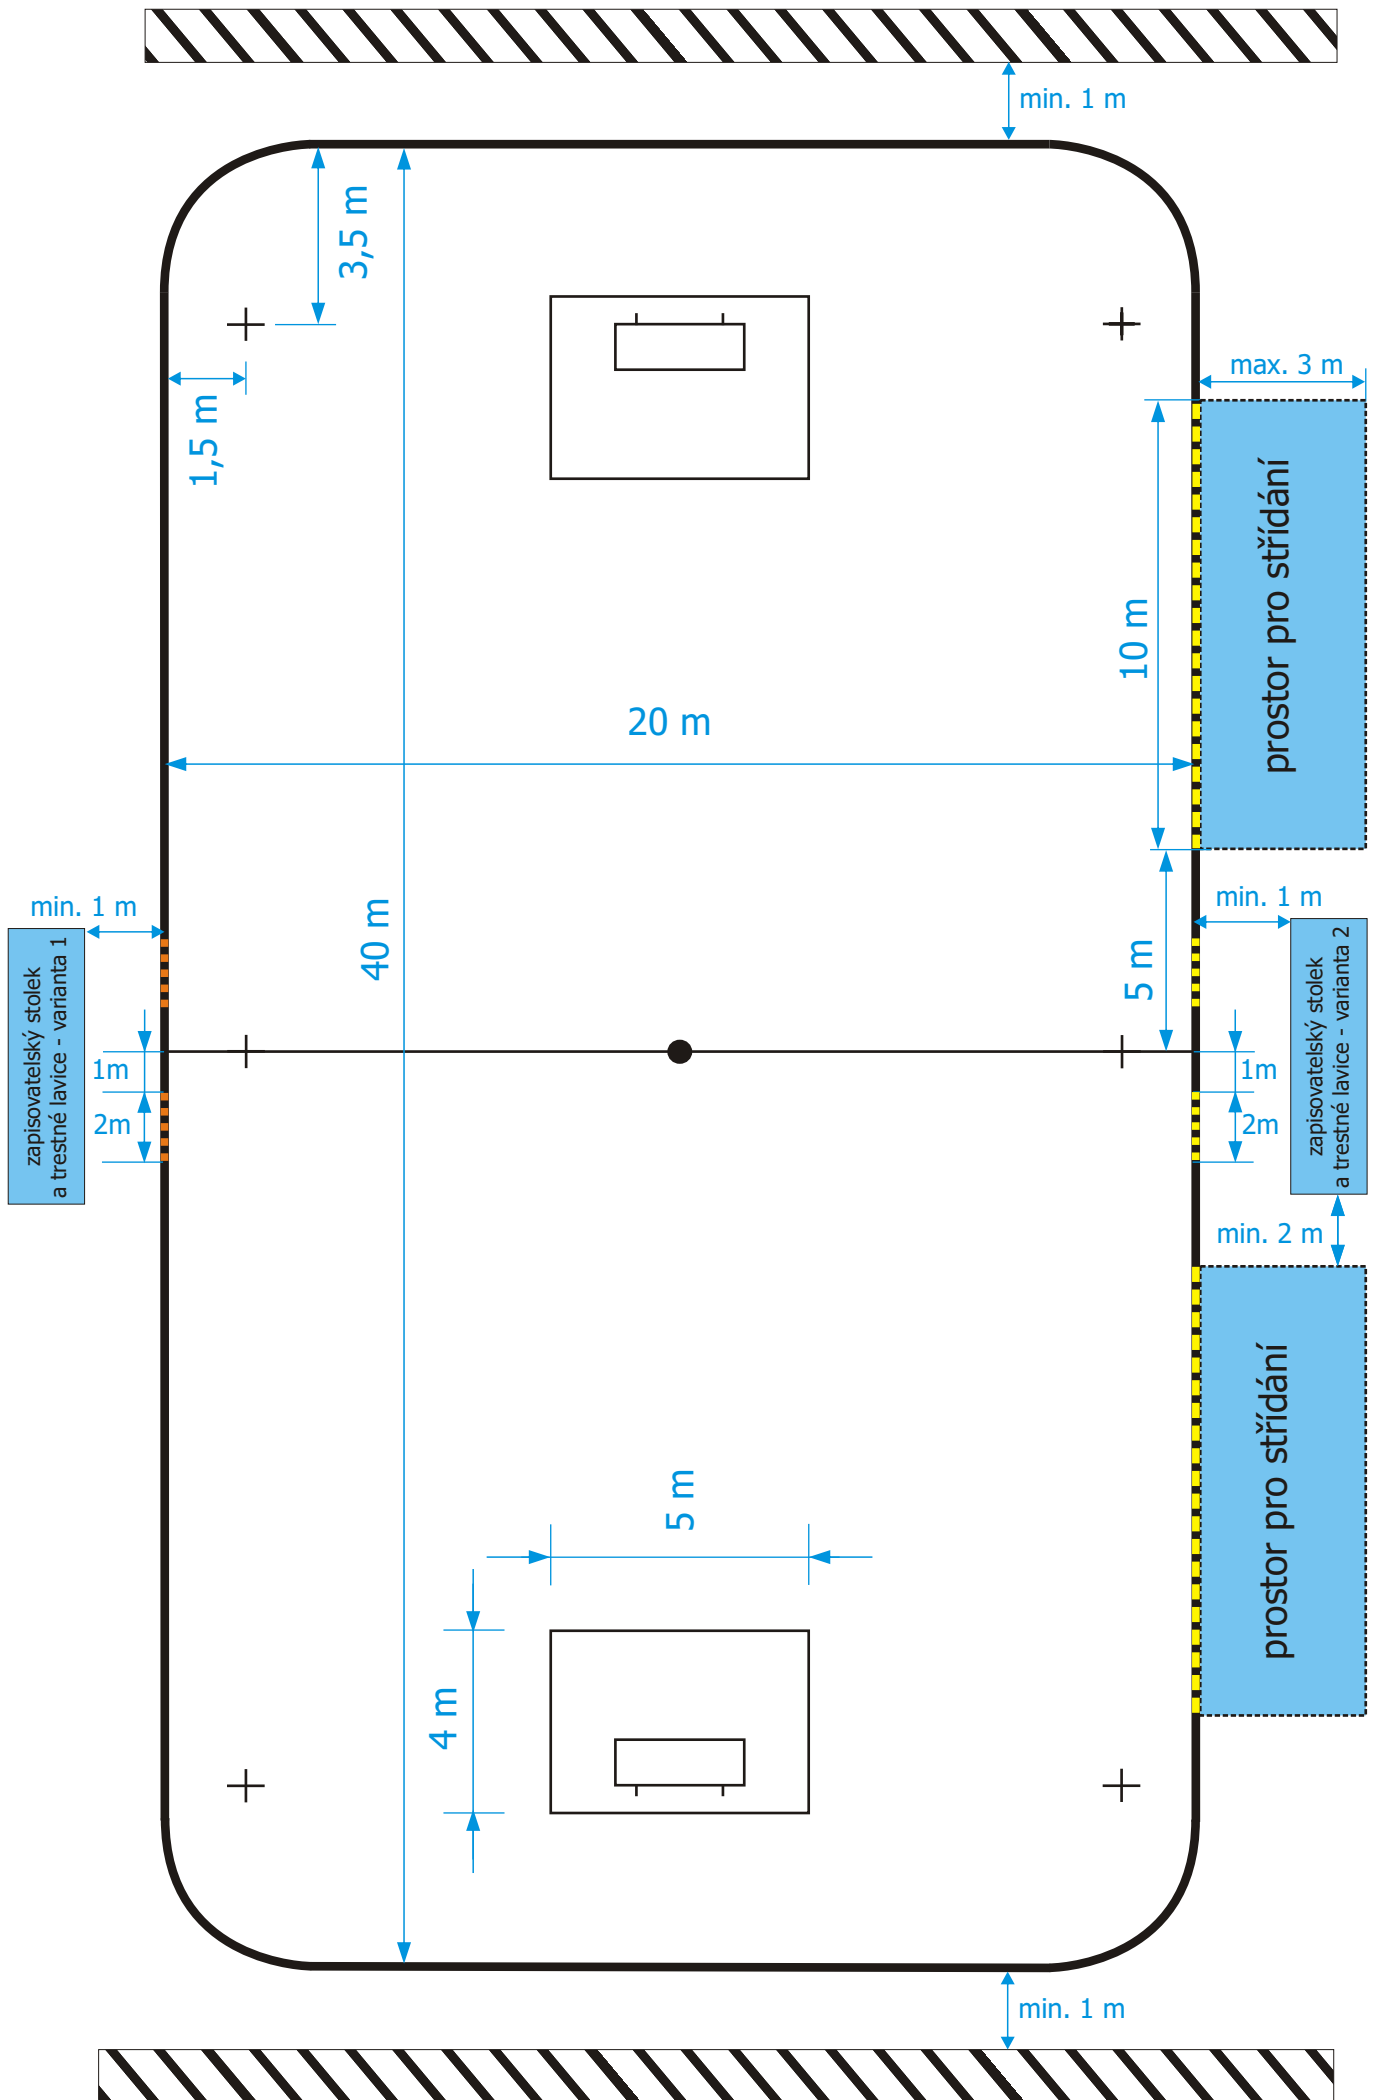 min. 1 m
3,5 m
max. 3 m
1,5 m
prostor pro střídání
10 m
20 m
min. 1 m
min. 1 m
40 m
5 m
zapisovatelský stolek
a trestné lavice - varianta 1
zapisovatelský stolek
a trestné lavice - varianta 2
1m
1m
2m
2m
min. 2 m
prostor pro střídání
5 m
4 m
min. 1 m